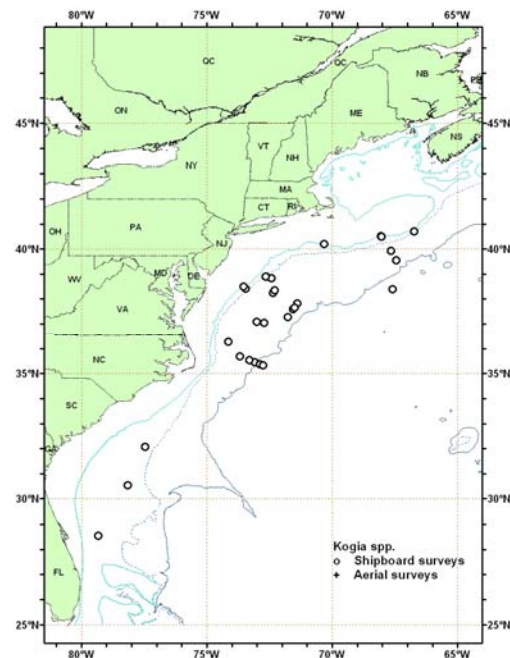 80°W 75°W 70°W 65°W
QC QC NB
PE
ON ME
45°N 45°N
NS
VT
NH
NY
MA
CT RI
40°N 40°N
OH PA NJ
MD
WV DE
VA
35°N NC 35°N
SC
GA
30°N 30°N
Kogia spp.
Shipboard surveys
FL Aerial surveys
25°N 25°N
80°W 75°W 70°W 65°W